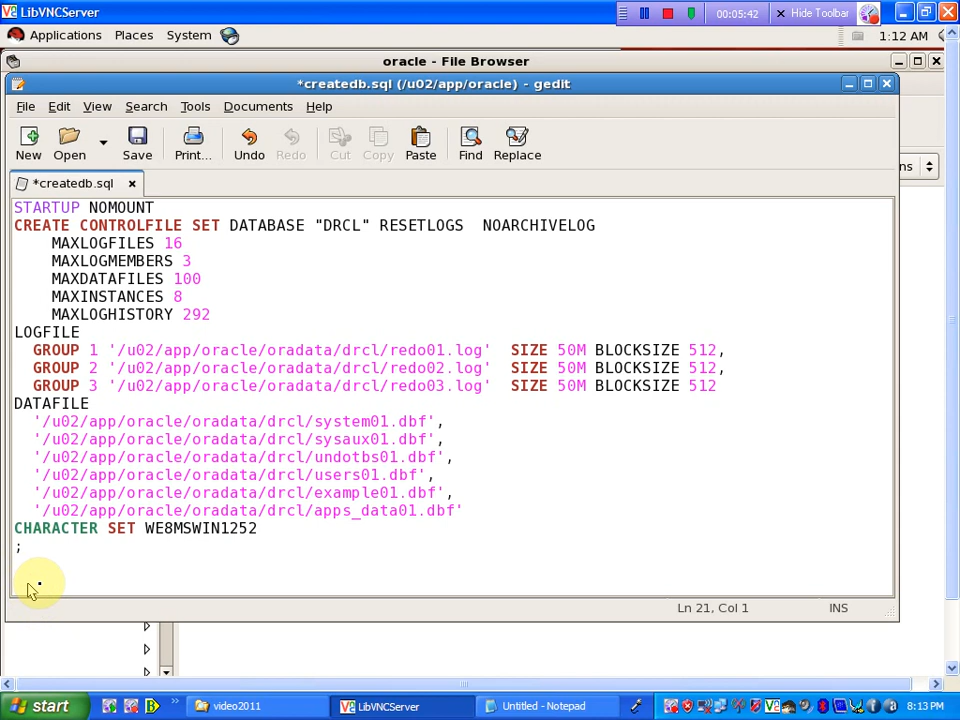 LibVNCServer
00:05:42
Hide Toolbar
Applications Places System
1:12 AM
oracle - File Browser
*createdb.sql (/u02/app/oracle) - gedit
File Edit View Search Tools Documents Help
New Open Save Print... Undo Redo Cut Copy Paste Find Replace
*createdb.sql
STARTUP NOMOUNT
CREATE CONTROLFILE SET DATABASE "DRCL" RESETLOGS  NOARCHIVELOG
    MAXLOGFILES 16
    MAXLOGMEMBERS 3
    MAXDATAFILES 100
    MAXINSTANCES 8
    MAXLOGHISTORY 292
LOGFILE
  GROUP 1 '/u02/app/oracle/oradata/drcl/redo01.log'  SIZE 50M BLOCKSIZE 512,
  GROUP 2 '/u02/app/oracle/oradata/drcl/redo02.log'  SIZE 50M BLOCKSIZE 512,
  GROUP 3 '/u02/app/oracle/oradata/drcl/redo03.log'  SIZE 50M BLOCKSIZE 512
DATAFILE
  '/u02/app/oracle/oradata/drcl/system01.dbf',
  '/u02/app/oracle/oradata/drcl/sysaux01.dbf',
  '/u02/app/oracle/oradata/drcl/undotbs01.dbf',
  '/u02/app/oracle/oradata/drcl/users01.dbf',
  '/u02/app/oracle/oradata/drcl/example01.dbf',
  '/u02/app/oracle/oradata/drcl/apps_data01.dbf'
CHARACTER SET WE8MSWIN1252
;
Ln 21, Col 1
INS
start
video2011
LibVNCServer
Untitled - Notepad
8:13 PM